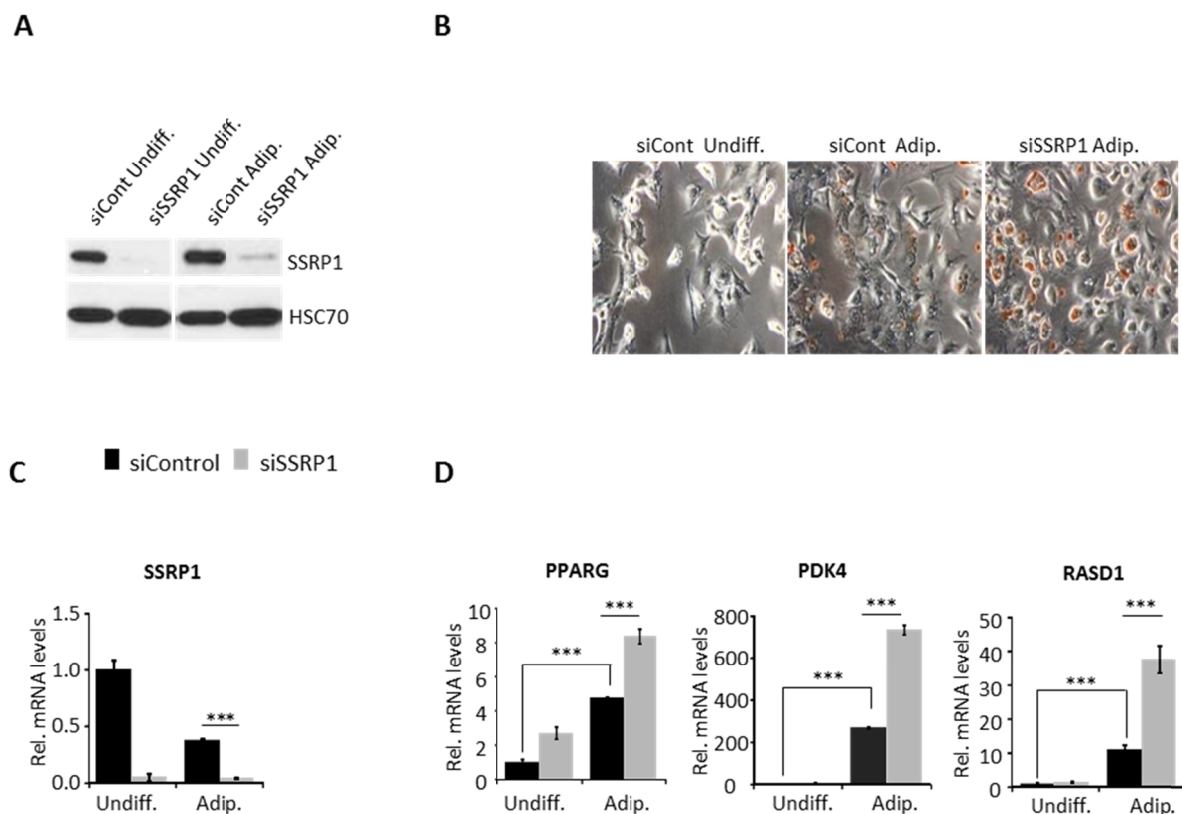 A
B
siCont Undiff.
siSSRP1 Undiff.
siCont Adip.
siSSRP1 Adip.
SSRP1
HSC70
siCont Undiff.
siCont Adip.
siSSRP1 Adip.
siControl siSSRP1
C
D
SSRP1
Rel. mRNA levels
1.5
1.0
0.5
0.0
***
Undiff. Adip.
PPARG
Rel. mRNA levels
10
8
6
4
2
0
***
***
Undiff. Adip.
PDK4
Rel. mRNA levels
800
600
400
200
0
***
***
Undiff. Adip.
RASD1
Rel. mRNA levels
50
40
30
20
10
0
***
***
Undiff. Adip.